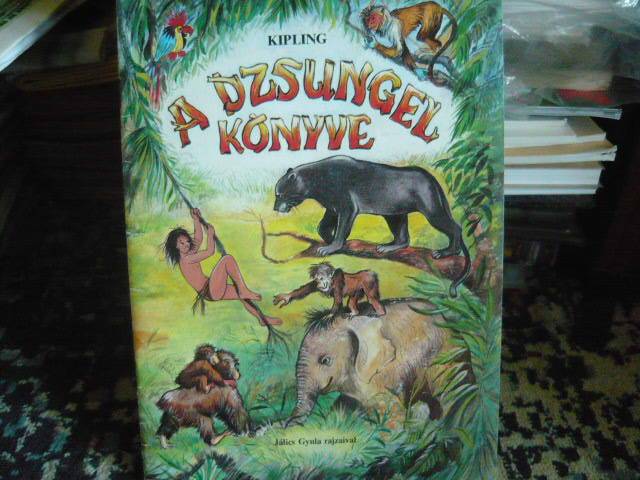 KIPLING
A DZSUNGEL
KÖNYVE
Jálics Gyula rajzaival